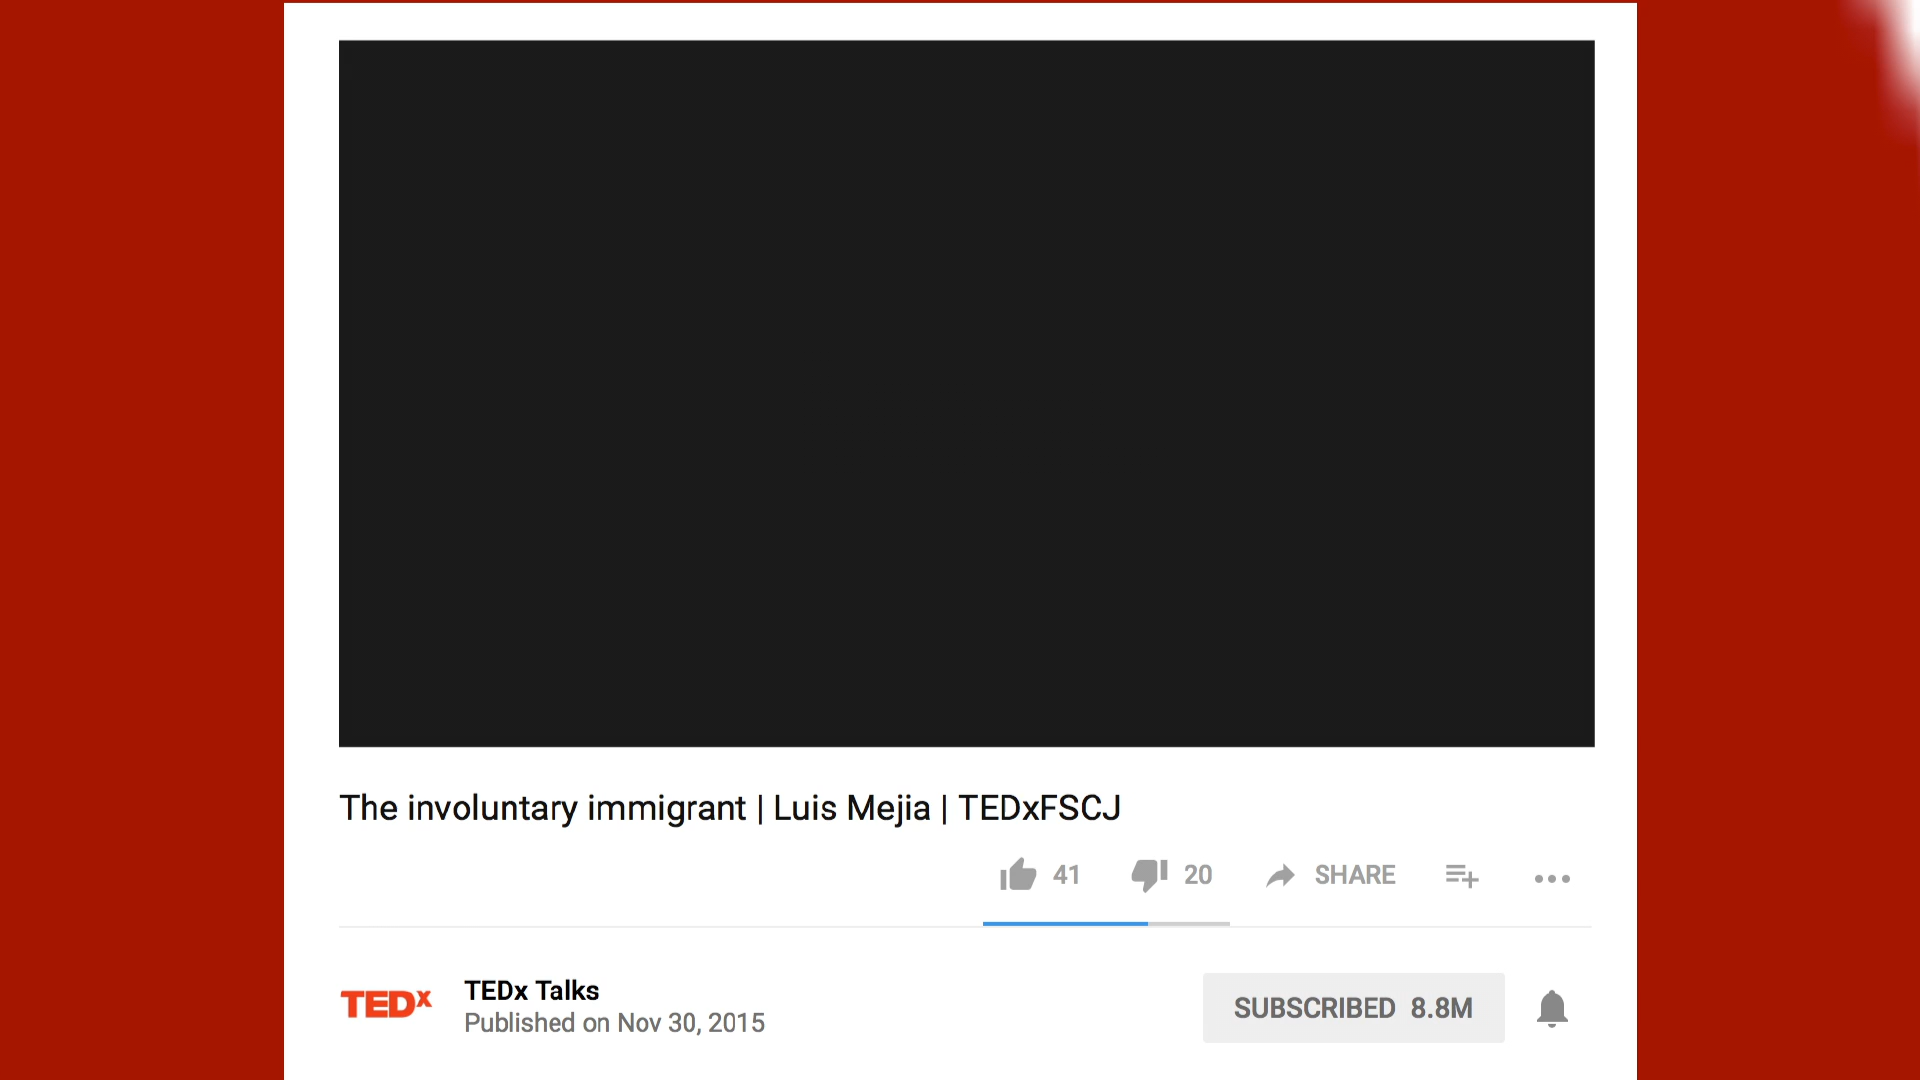 The involuntary immigrant | Luis Mejia | TEDxFSCJ
41 20 SHARE
TEDx
TEDx Talks
Published on Nov 30, 2015
SUBSCRIBED 8.8M